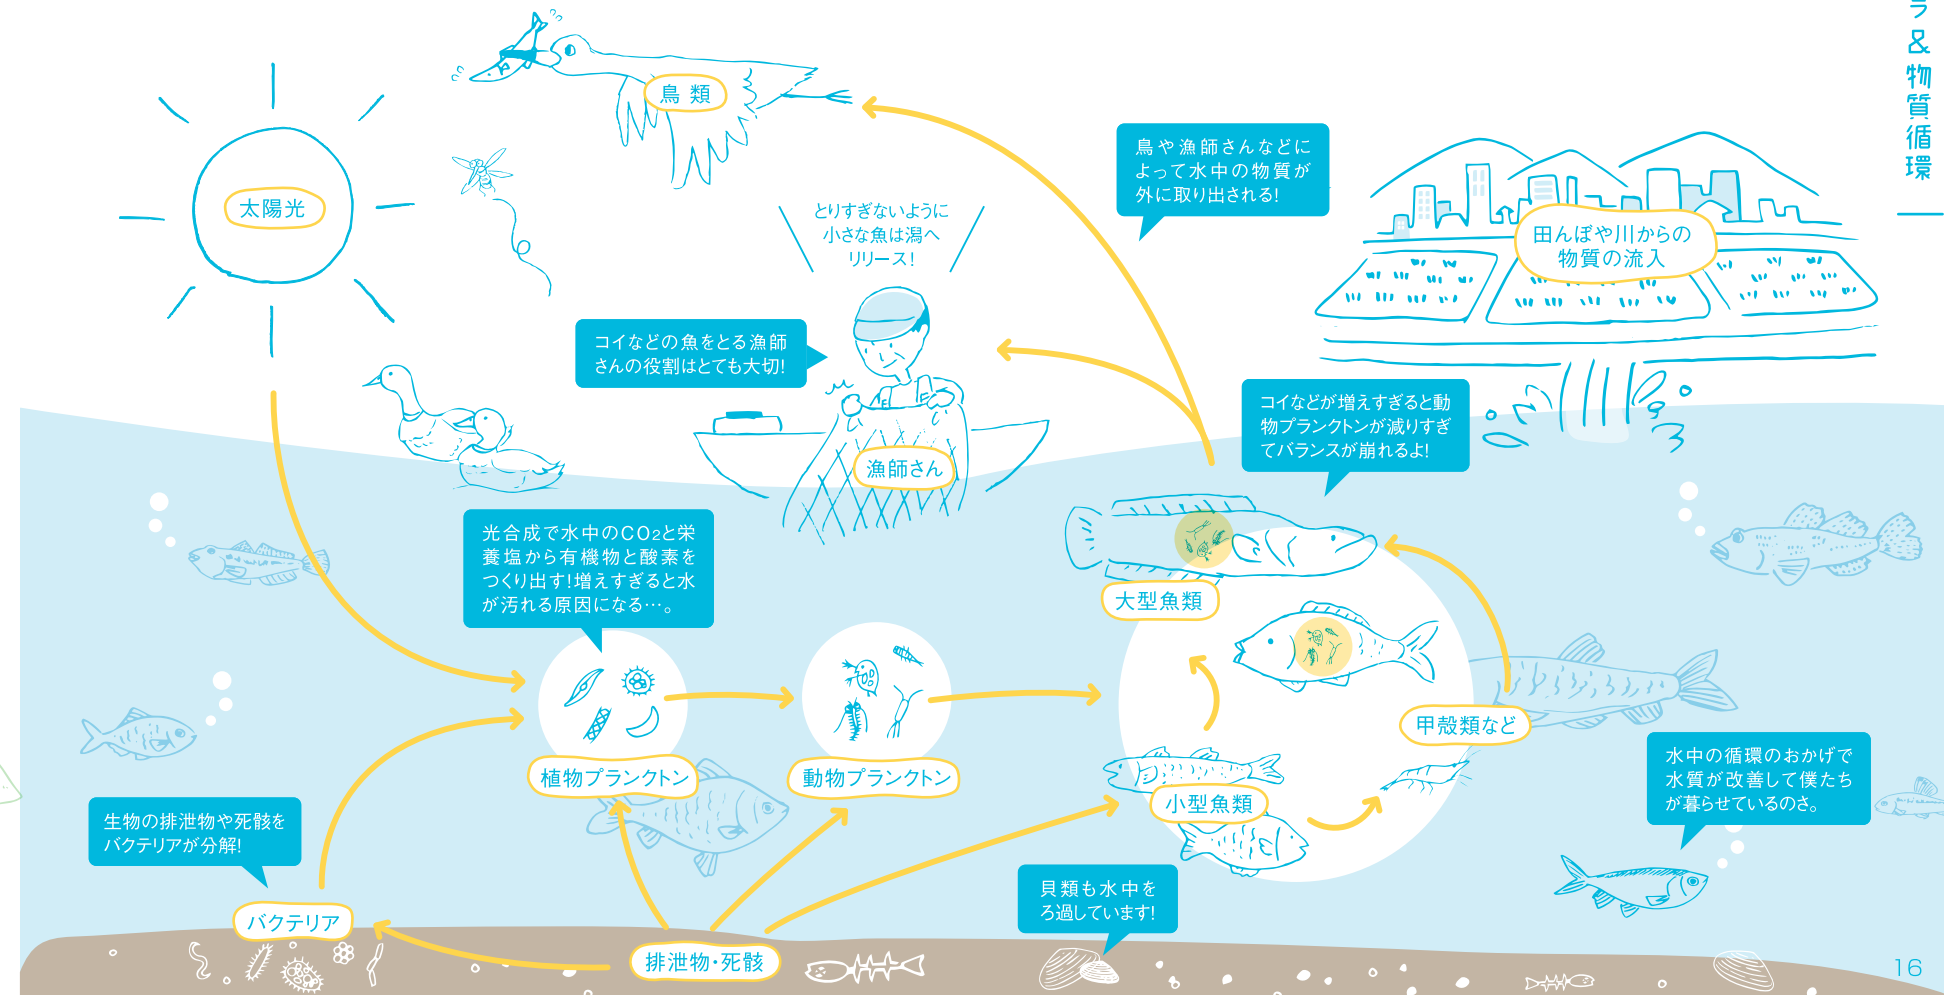 ラ&物質循環
鳥類
太陽光
鳥や漁師さんなどに
よって水中の物質が
外に取り出される!
とりすぎないように
小さな魚は潟へ
リリース!
田んぼや川からの
物質の流入
コイなどの魚をとる漁師
さんの役割はとても大切!
コイなどが増えすぎると動
物プランクトンが減りすぎ
てバランスが崩れるよ!
漁師さん
光合成で水中のCO2と栄
養塩から有機物と酸素を
つくり出す!増えすぎると水
が汚れる原因になる…。
大型魚類
甲殻類など
植物プランクトン
動物プランクトン
小型魚類
水中の循環のおかげで
水質が改善して僕たち
が暮らせているのさ。
生物の排泄物や死骸を
バクテリアが分解!
貝類も水中を
ろ過しています!
バクテリア
排泄物・死骸
16